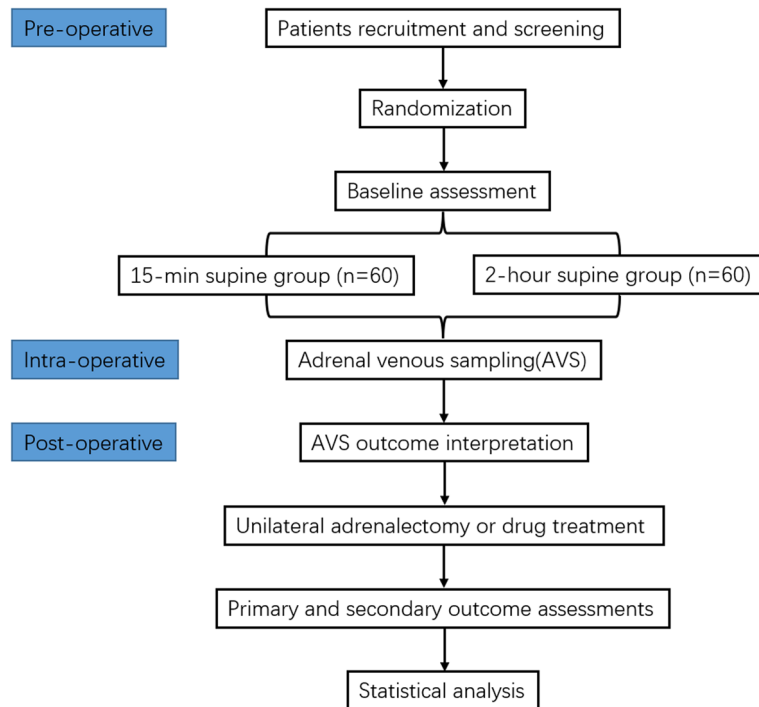 Pre-operative
Patients recruitment and screening
Randomization
Baseline assessment
15-min supine group (n=60)
2-hour supine group (n=60)
Intra-operative
Adrenal venous sampling(AVS)
Post-operative
AVS outcome interpretation
Unilateral adrenalectomy or drug treatment
Primary and secondary outcome assessments
Statistical analysis